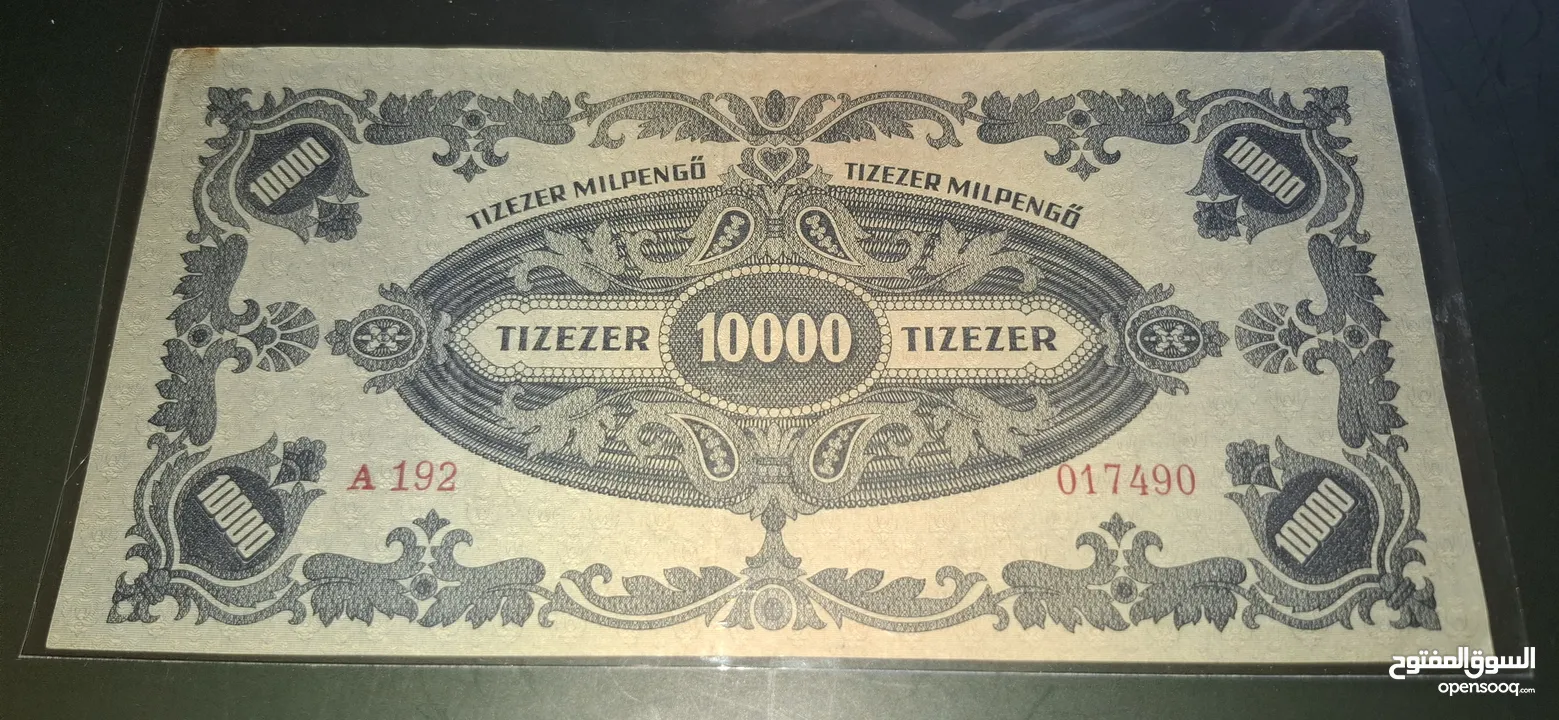 10000
10000
TIZEZER MILPENGŐ TIZEZER MILPENGŐ
TIZEZER 10000 TIZEZER
A 192
017490
10000
10000
السوق المفتوح
opensooq.com